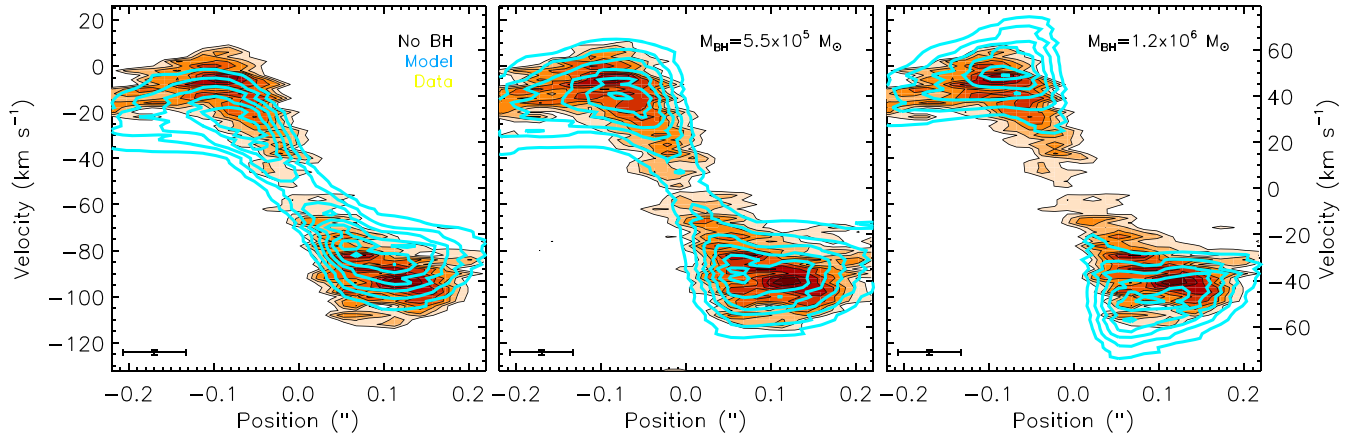 No BH
Model
Data
M_BH=5.5x10^5 M_⊙
M_BH=1.2x10^6 M_⊙
20
0
−20
−40
−60
−80
−100
−120
Velocity (km s^−1)
60
40
20
0
−20
−40
−60
Velocity (km s^−1)
−0.2 −0.1 0.0 0.1 0.2
−0.2 −0.1 0.0 0.1 0.2
−0.2 −0.1 0.0 0.1 0.2
Position (")
Position (")
Position (")